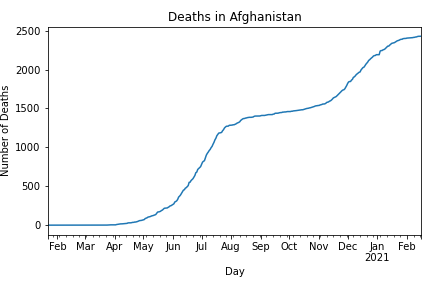 Deaths in Afghanistan
Number of Deaths
2500
2000
1500
1000
500
0
Feb Mar Apr May Jun Jul Aug Sep Oct Nov Dec Jan Feb
2021
Day